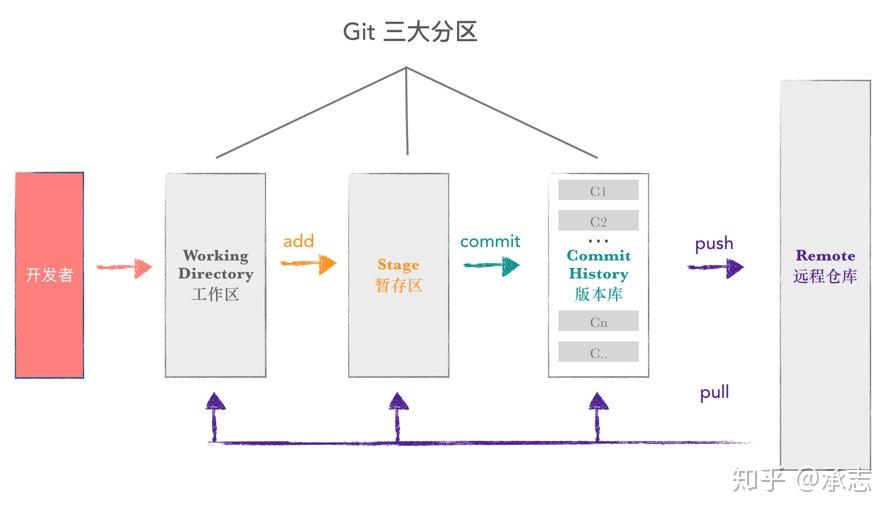 Git 三大分区
开发者
Working
Directory
工作区
add
Stage
暂存区
commit
C1
C2
...
Commit
History
版本库
Cn
C..
push
pull
Remote
远程仓库
知乎 @承志